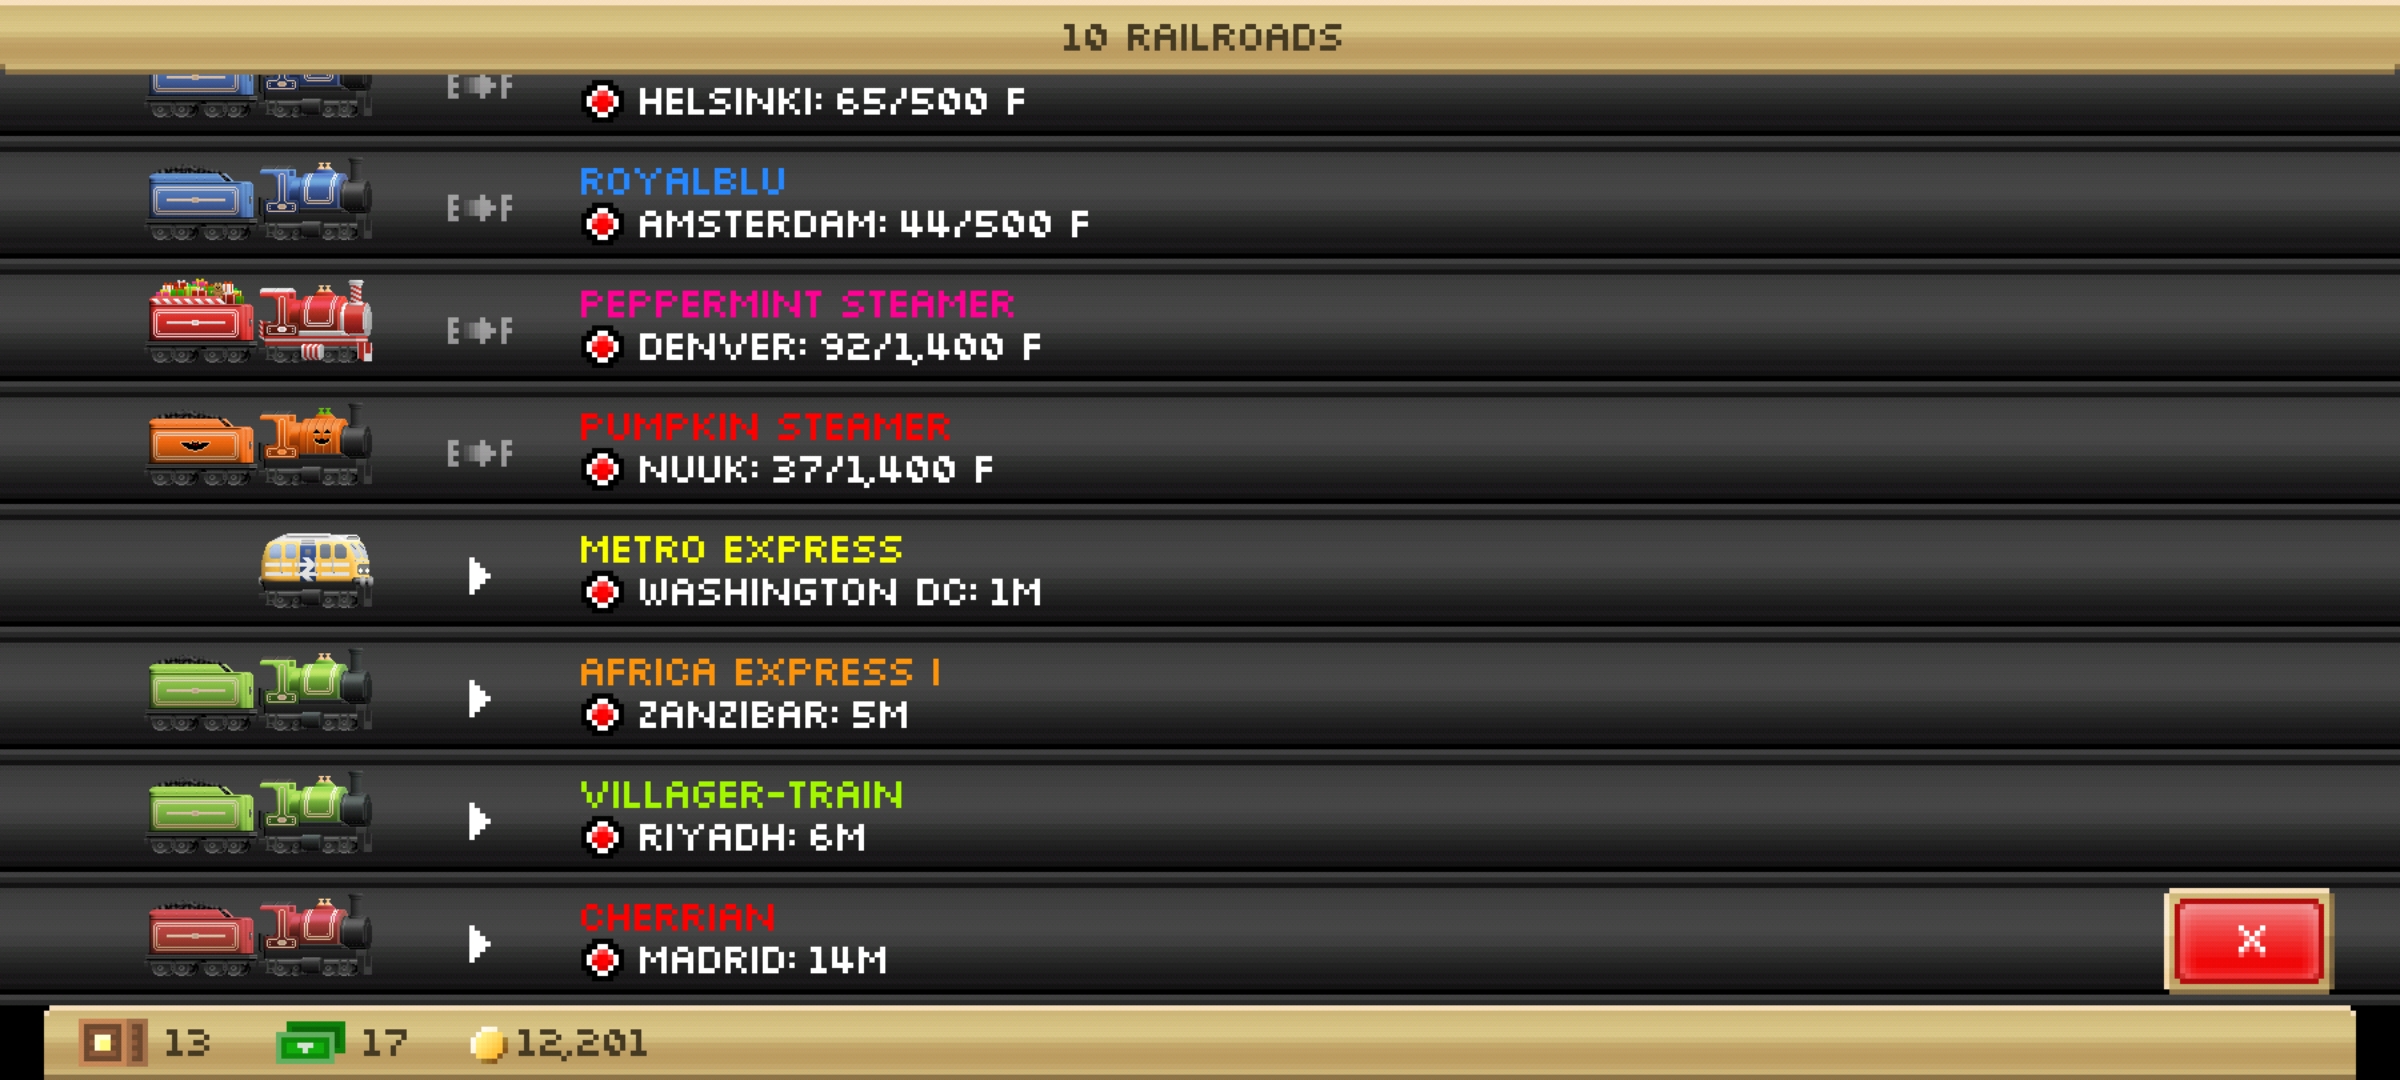 10 RAILROADS
E F
HELSINKI: 65/500 F
ROYALBLU
E F
AMSTERDAM: 44/500 F
PEPPERMINT STEAMER
E F
DENVER: 92/1,400 F
PUMPKIN STEAMER
E F
NUUK: 37/1,400 F
METRO EXPRESS
WASHINGTON DC: 1M
AFRICA EXPRESS I
ZANZIBAR: 5M
VILLAGER-TRAIN
RIYADH: 6M
CHERRIAN
MADRID: 14M
X
13 17 12,201